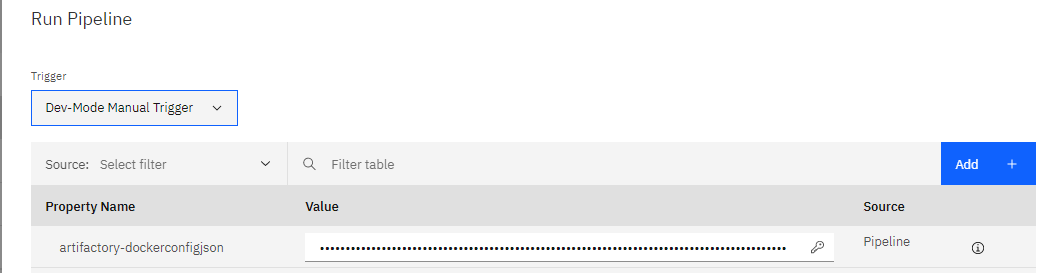 Run Pipeline
Trigger
Dev-Mode Manual Trigger
Source: Select filter Filter table Add +
Property Name Value Source
artifactory-dockerconfigjson Pipeline